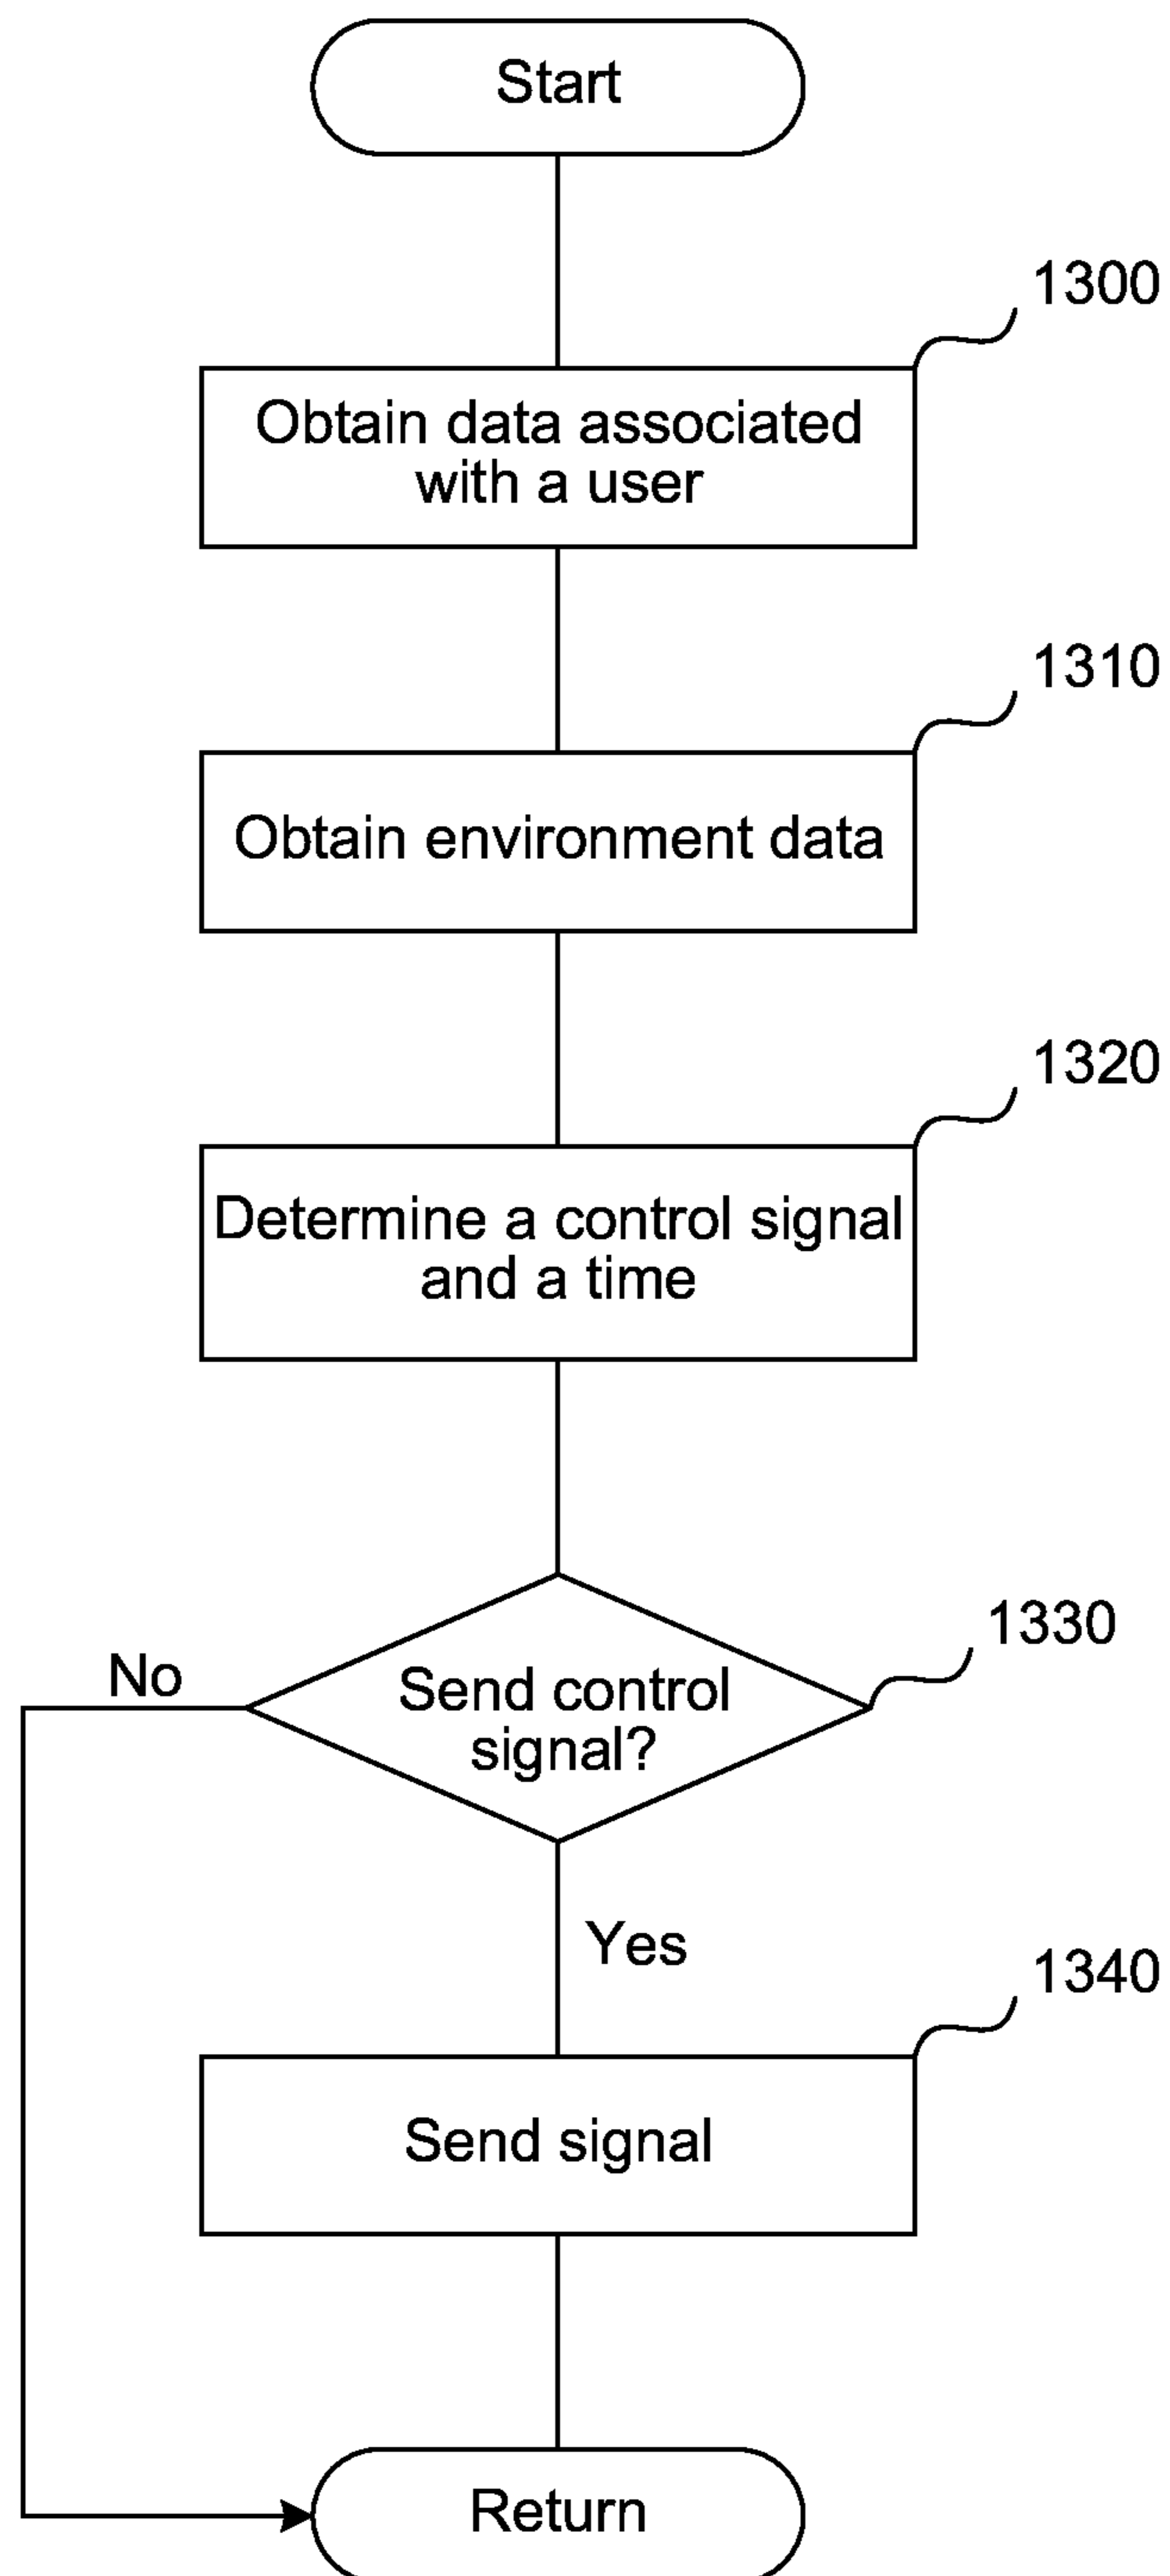 Start
1300
Obtain data associated
with a user
1310
Obtain environment data
1320
Determine a control signal
and a time
1330
No
Send control
signal?
Yes
1340
Send signal
Return